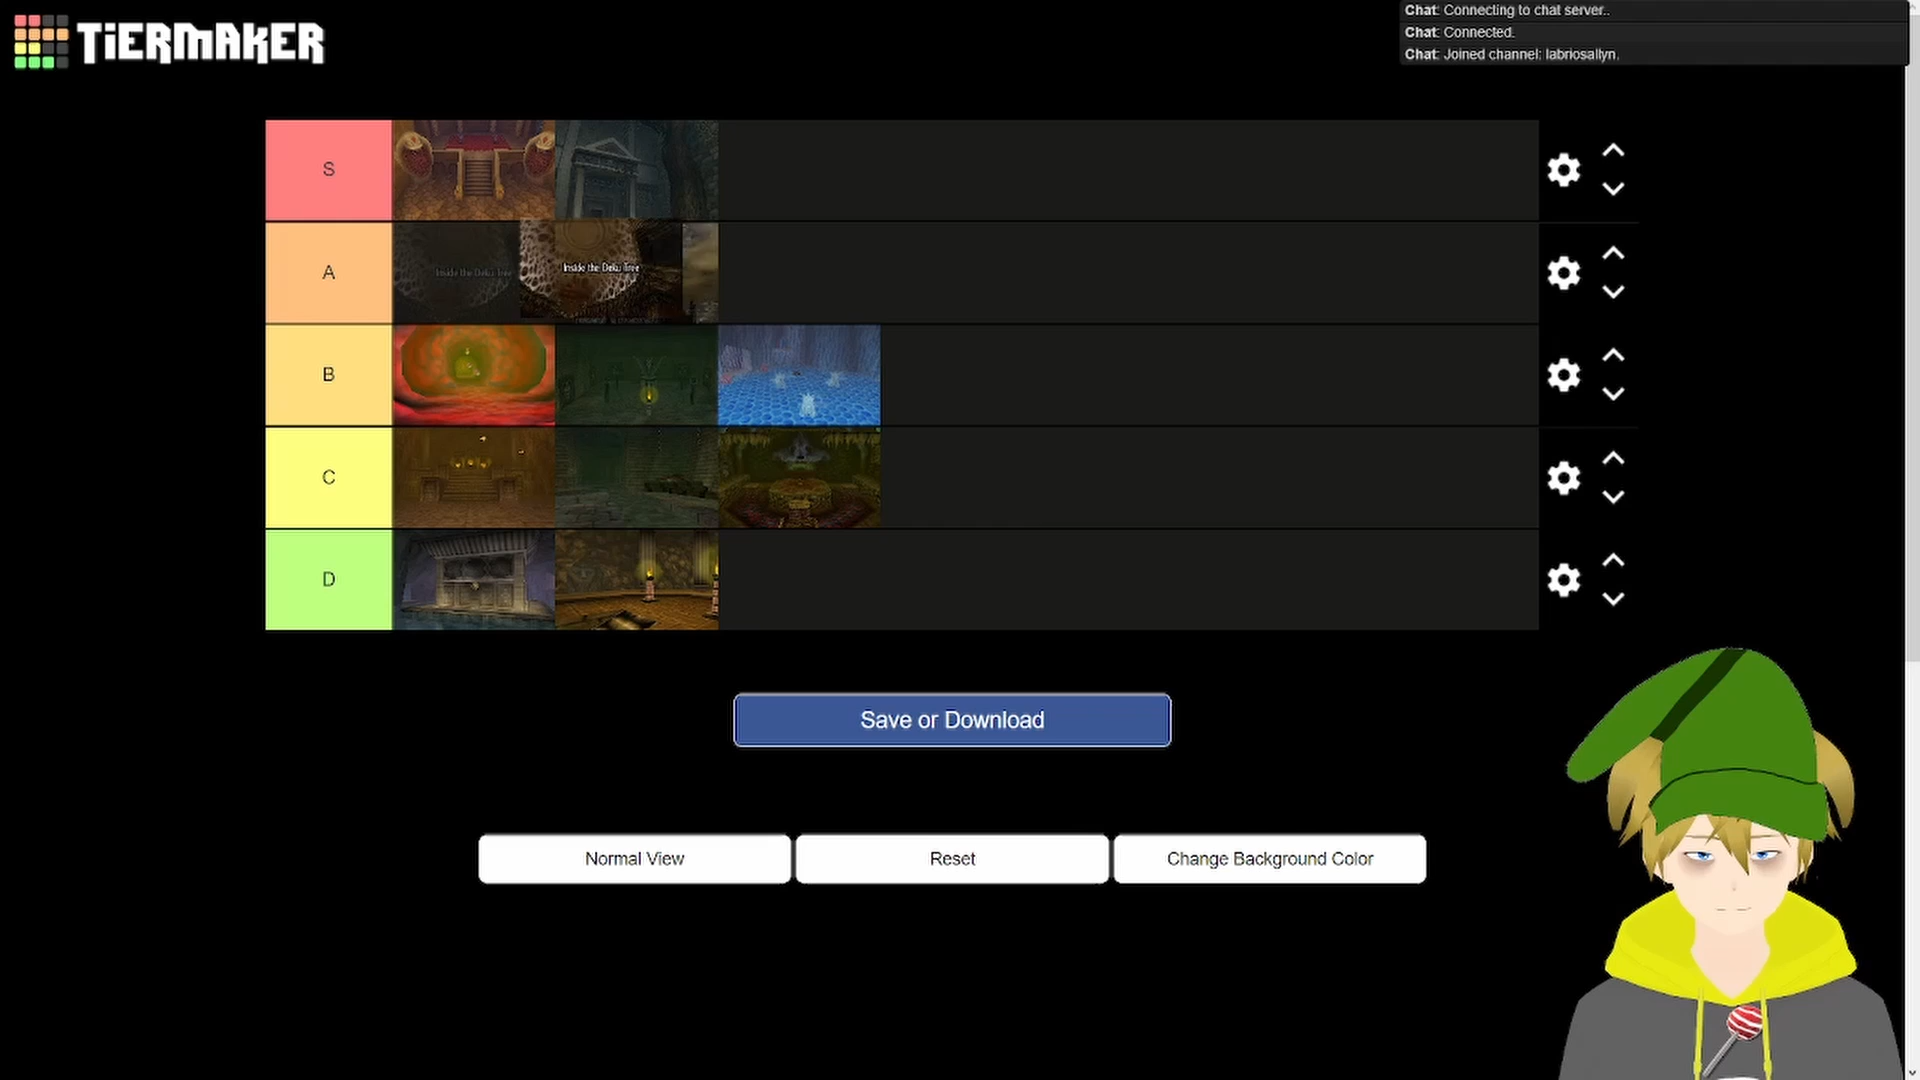 TiERMAKER
Chat: Connecting to chat server..
Chat: Connected.
Chat: Joined channel: labriosallyn.
S
A
Inside the Deku Tree
Inside the Deku Tree
B
C
D
Save or Download
Normal View
Reset
Change Background Color